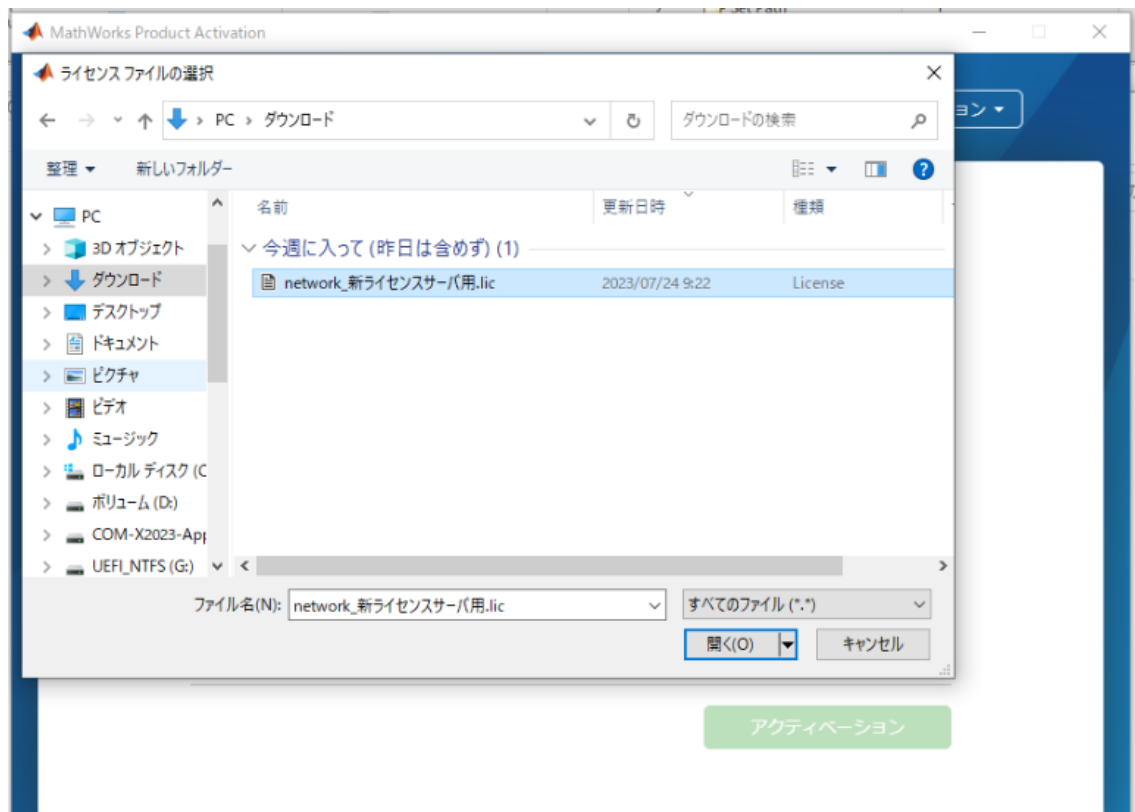 MathWorks Product Activation
ライセンス ファイルの選択
PC › ダウンロード
ダウンロードの検索
ョン
整理
新しいフォルダー
名前 更新日時 種類
PC
3D オブジェクト
ダウンロード
デスクトップ
ドキュメント
ピクチャ
ビデオ
ミュージック
ローカル ディスク (C
ボリューム (D:)
COM-X2023-App
UEFI_NTFS (G:)
今週に入って (昨日は含めず) (1)
network_新ライセンスサーバ用.lic 2023/07/24 9:22 License
ファイル名(N): network_新ライセンスサーバ用.lic
すべてのファイル (*.*)
開く(O)
キャンセル
アクティベーション